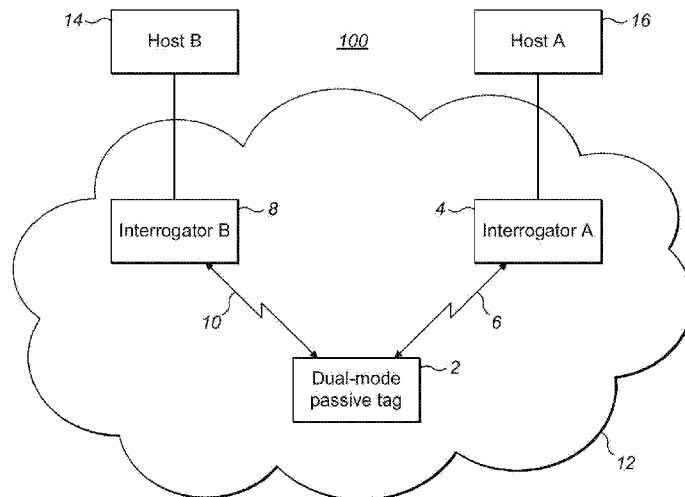 14
Host B
100
Host A
16
Interrogator B
8
4
Interrogator A
10
6
Dual-mode
passive tag
2
12